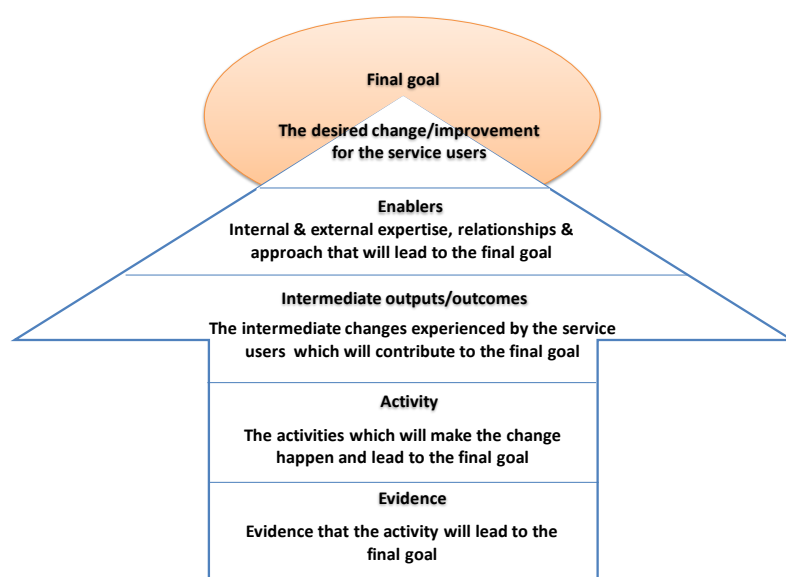 Final goal
The desired change/improvement
for the service users
Enablers
Internal & external expertise, relationships &
approach that will lead to the final goal
Intermediate outputs/outcomes
The intermediate changes experienced by the service
users which will contribute to the final goal
Activity
The activities which will make the change
happen and lead to the final goal
Evidence
Evidence that the activity will lead to the
final goal